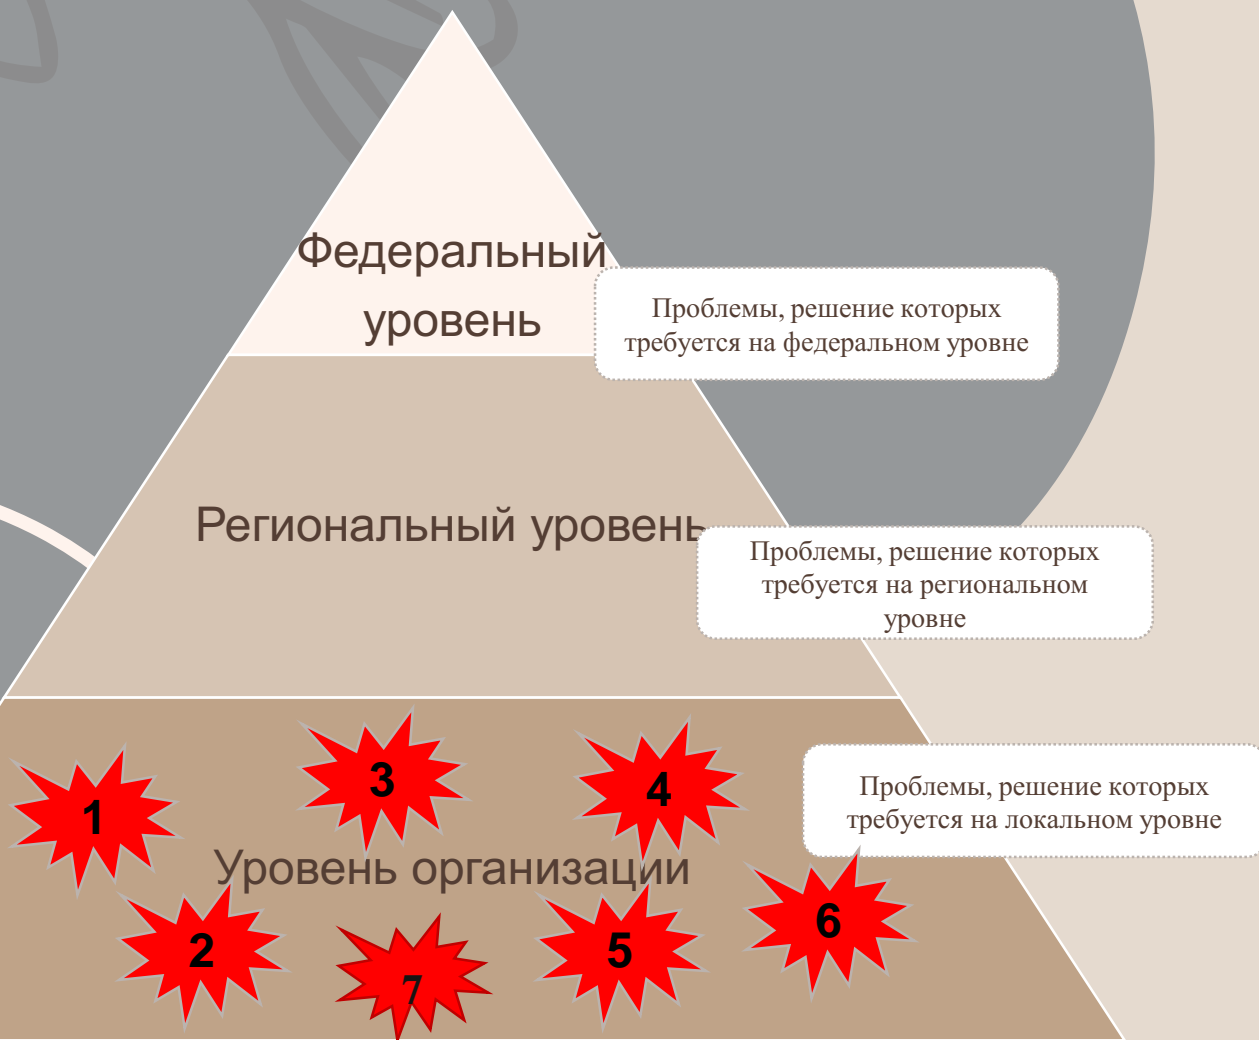 Федеральный
уровень
Проблемы, решение которых
требуется на федеральном уровне
Региональный уровень
Проблемы, решение которых
требуется на региональном
уровне
1
3
4
Проблемы, решение которых
требуется на локальном уровне
Уровень организации
2
7
5
6